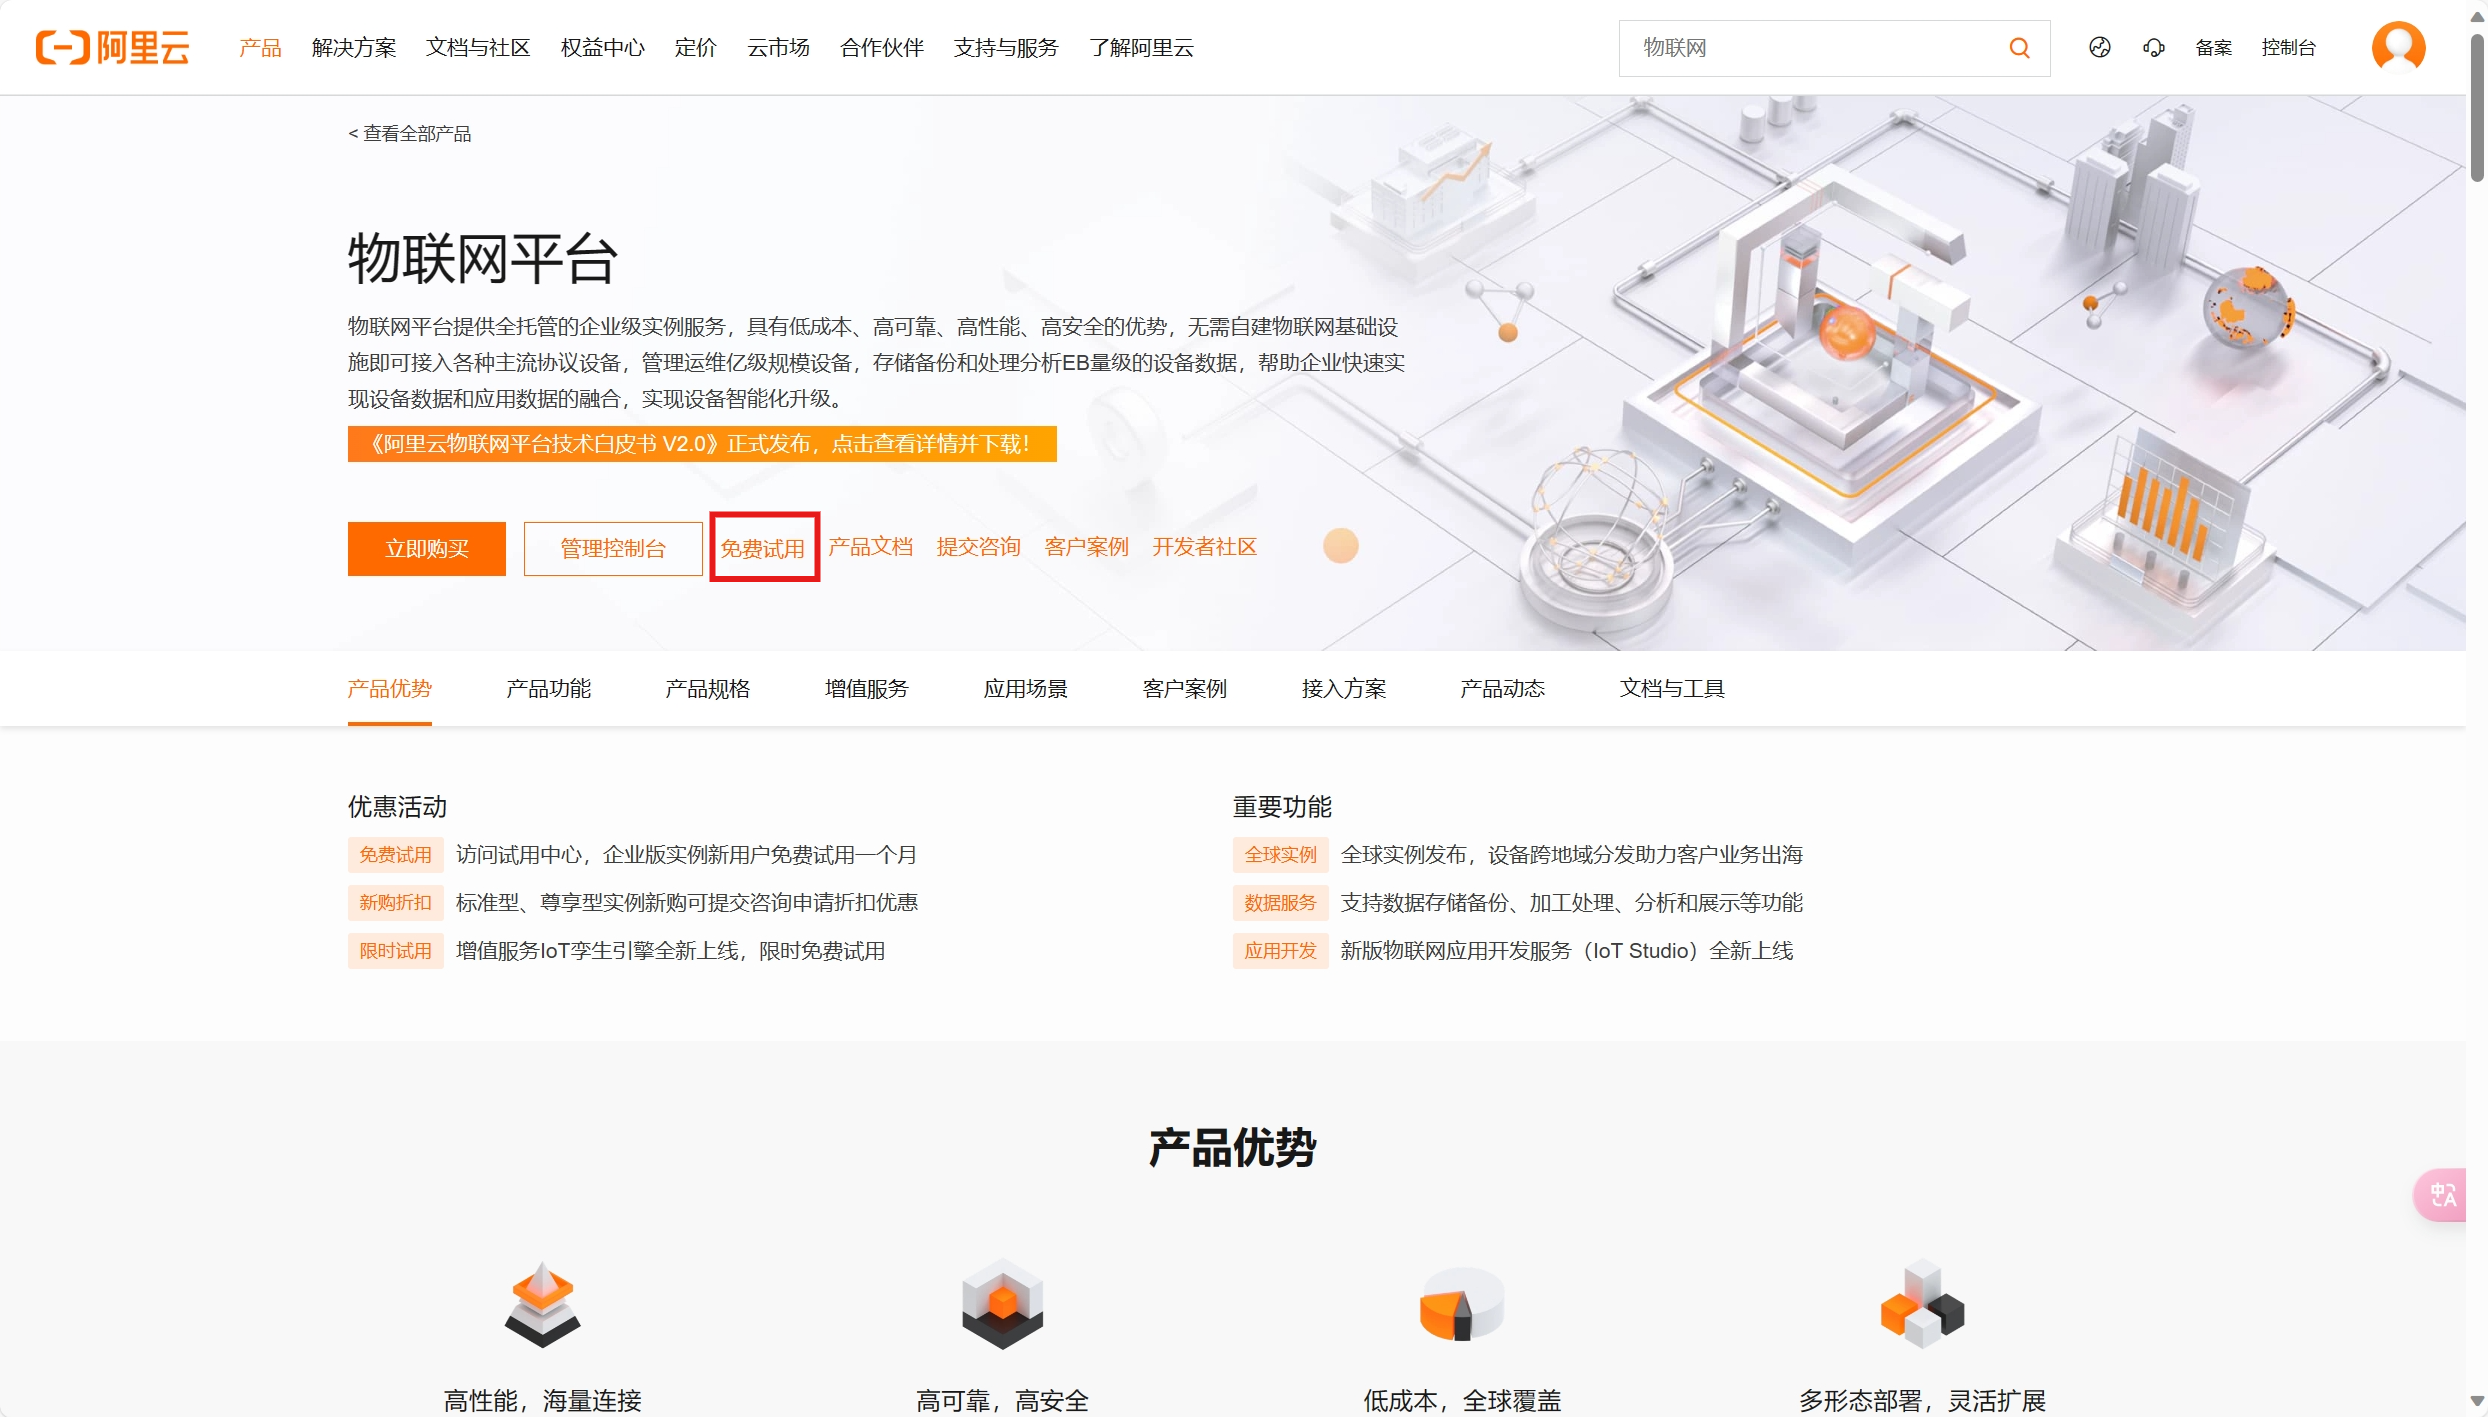 阿里云
产品 解决方案 文档与社区 权益中心 定价 云市场 合作伙伴 支持与服务 了解阿里云
物联网
备案 控制台
< 查看全部产品
物联网平台
物联网平台提供全托管的企业级实例服务，具有低成本、高可靠、高性能、高安全的优势，无需自建物联网基础设
施即可接入各种主流协议设备，管理运维亿级规模设备，存储备份和处理分析EB量级的设备数据，帮助企业快速实
现设备数据和应用数据的融合，实现设备智能化升级。
《阿里云物联网平台技术白皮书 V2.0》正式发布，点击查看详情并下载！
立即购买 管理控制台 免费试用 产品文档 提交咨询 客户案例 开发者社区
产品优势 产品功能 产品规格 增值服务 应用场景 客户案例 接入方案 产品动态 文档与工具
优惠活动
免费试用 访问试用中心，企业版实例新用户免费试用一个月
新购折扣 标准型、尊享型实例新购可提交咨询申请折扣优惠
限时试用 增值服务IoT孪生引擎全新上线，限时免费试用
重要功能
全球实例 全球实例发布，设备跨地域分发助力客户业务出海
数据服务 支持数据存储备份、加工处理、分析和展示等功能
应用开发 新版物联网应用开发服务（IoT Studio）全新上线
产品优势
中A
高性能，海量连接
高可靠，高安全
低成本，全球覆盖
多形态部署，灵活扩展